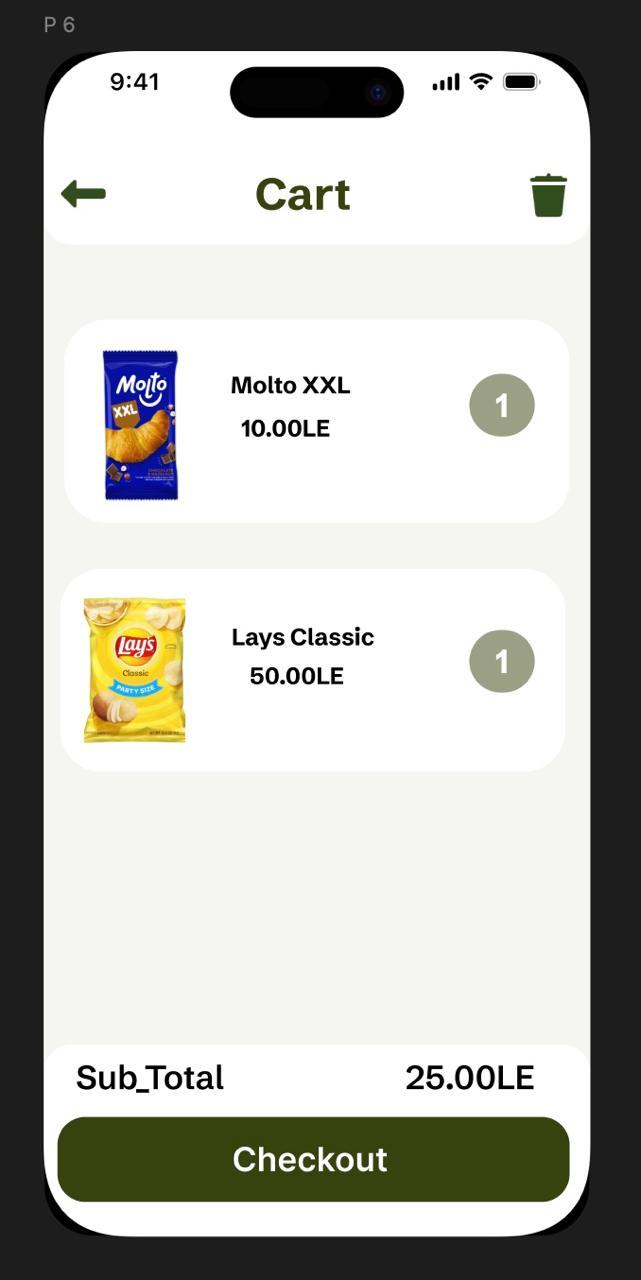 P 6
9:41
Cart
Molto
XXL
Molto XXL
10.00LE
1
Lay's
Classic
PARTY SIZE
Lays Classic
50.00LE
1
Sub_Total
25.00LE
Checkout